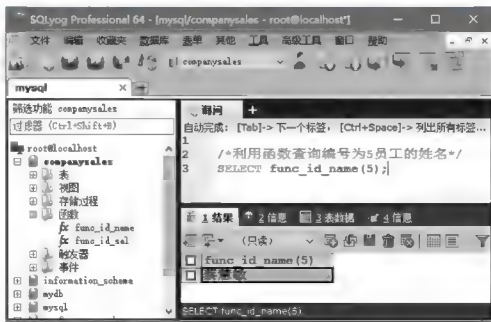 SQLyog Professional 64 - [mysql/companysales - root@localhost*]
文件 编辑 收藏夹 数据库 表单 其他 工具 高级工具 窗口 帮助
companysales
mysql
筛选功能 companysales
过滤器 (Ctrl+Shift+B)
root@localhost
companysales
表
视图
存储过程
函数
func_id_name
func_id_sal
触发器
事件
information_schema
mydb
mysql
询问
自动完成: [Tab]-> 下一个标签, [Ctrl+Space]-> 列出所有标签...
1
2 /*利用函数查询编号为5员工的姓名*/
3 SELECT func_id_name(5);
1 结果 2 信息 3 表数据 4 信息
(只读)
func_id_name(5)
SELECT func_id_name(5)